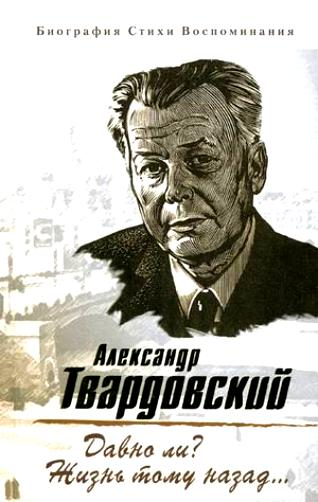 Биография Стихи Воспоминания
Александр
Твардовский
Давно ли?
Жизнь тому назад...